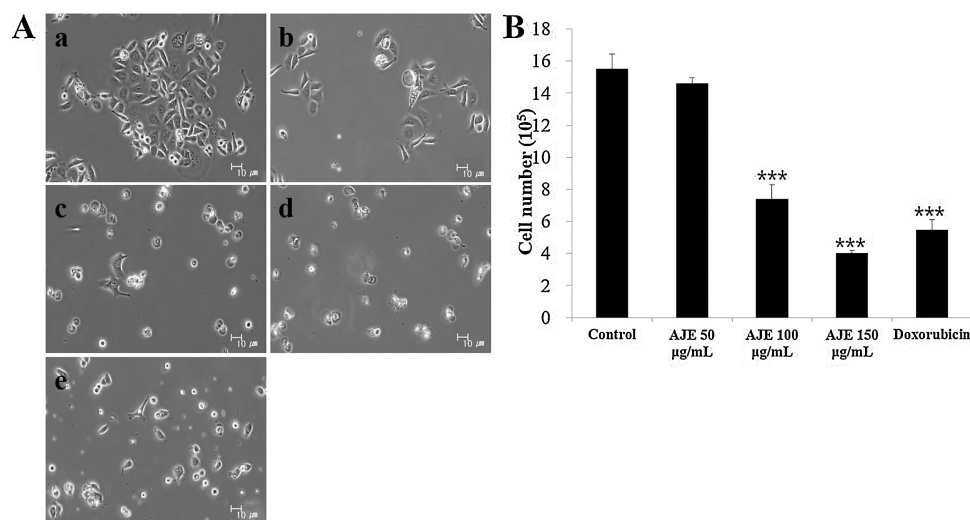 A
a
10 μm
b
10 μm
c
10 μm
d
10 μm
e
10 μm
B
Cell number (10⁵)
18
16
14
12
10
8
6
4
2
0
***
***
***
Control
AJE 50
μg/mL
AJE 100
μg/mL
AJE 150
μg/mL
Doxorubicin